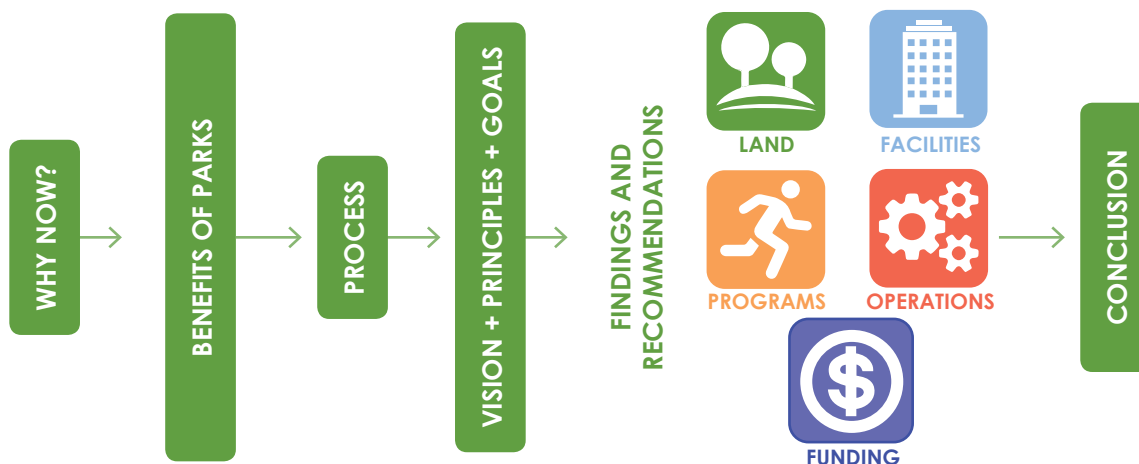 WHY NOW?
BENEFITS OF PARKS
PROCESS
VISION + PRINCIPLES + GOALS
FINDINGS AND
RECOMMENDATIONS
LAND
FACILITIES
PROGRAMS
OPERATIONS
$
FUNDING
CONCLUSION